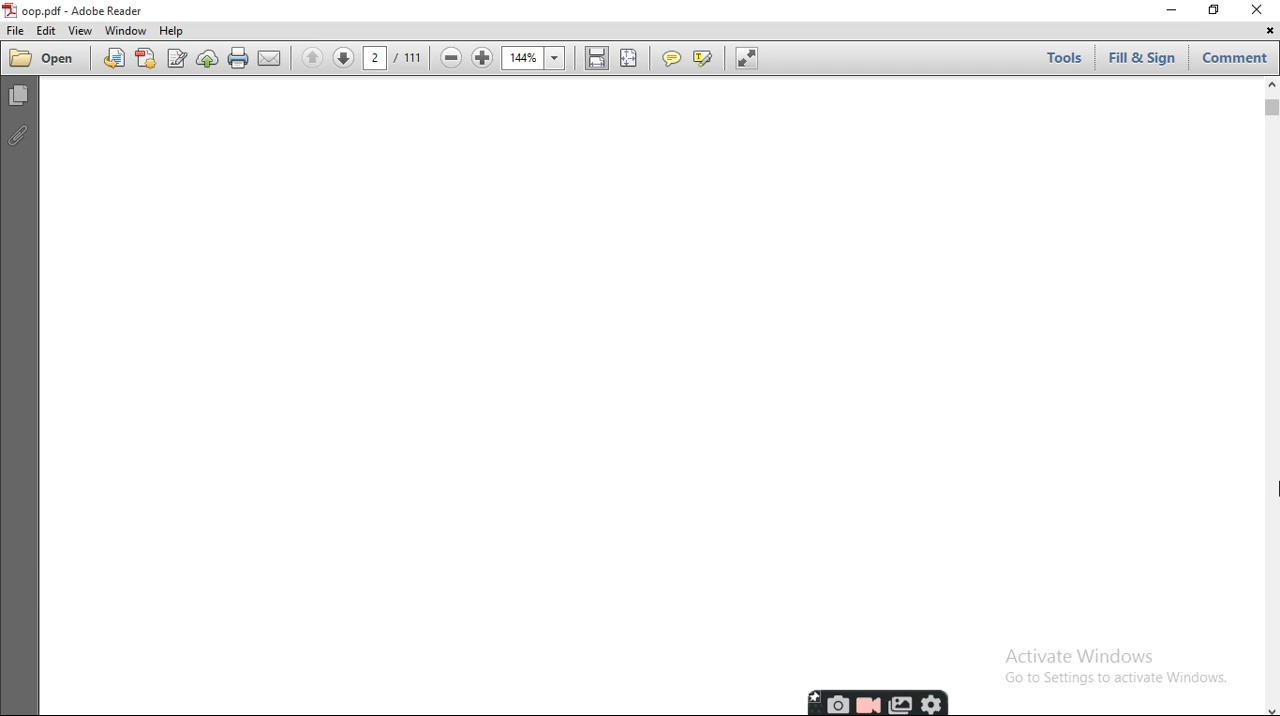 oop.pdf - Adobe Reader
File Edit View Window Help
Open 2 / 111 144% Tools Fill & Sign Comment
Activate Windows
Go to Settings to activate Windows.